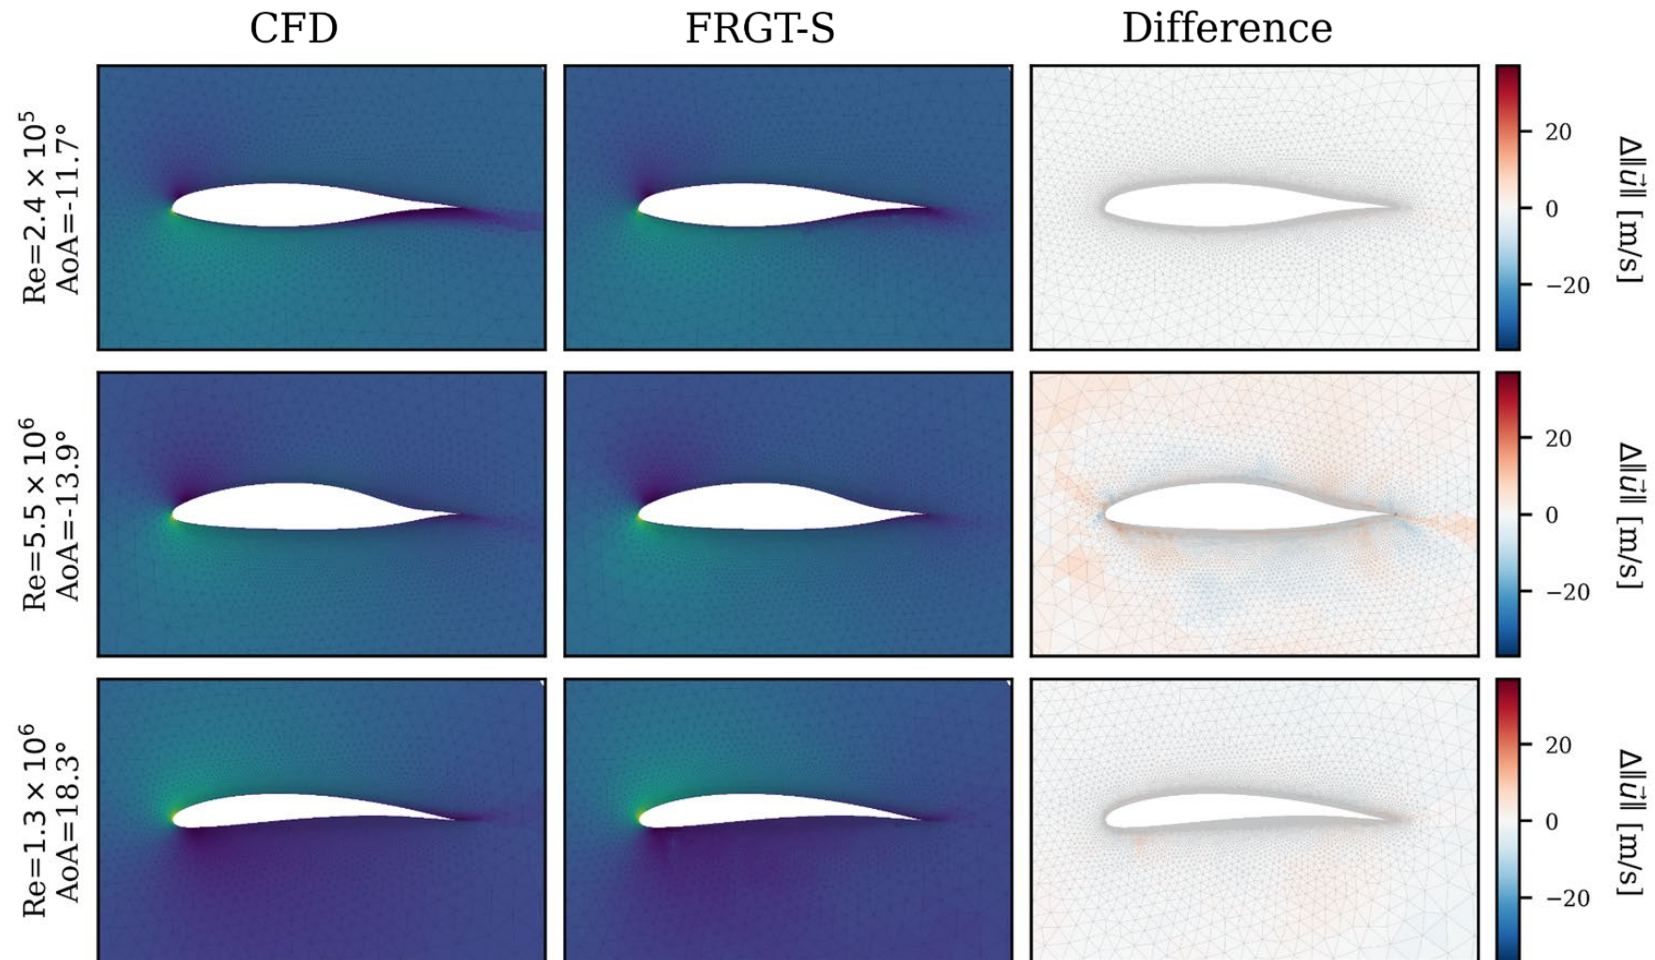 CFD FRGT-S Difference
Re=2.4 × 10⁵
AoA=-11.7°
20
0
−20
Δ‖u⃗‖ [m/s]
Re=5.5 × 10⁶
AoA=-13.9°
20
0
−20
Δ‖u⃗‖ [m/s]
Re=1.3 × 10⁶
AoA=18.3°
20
0
−20
Δ‖u⃗‖ [m/s]